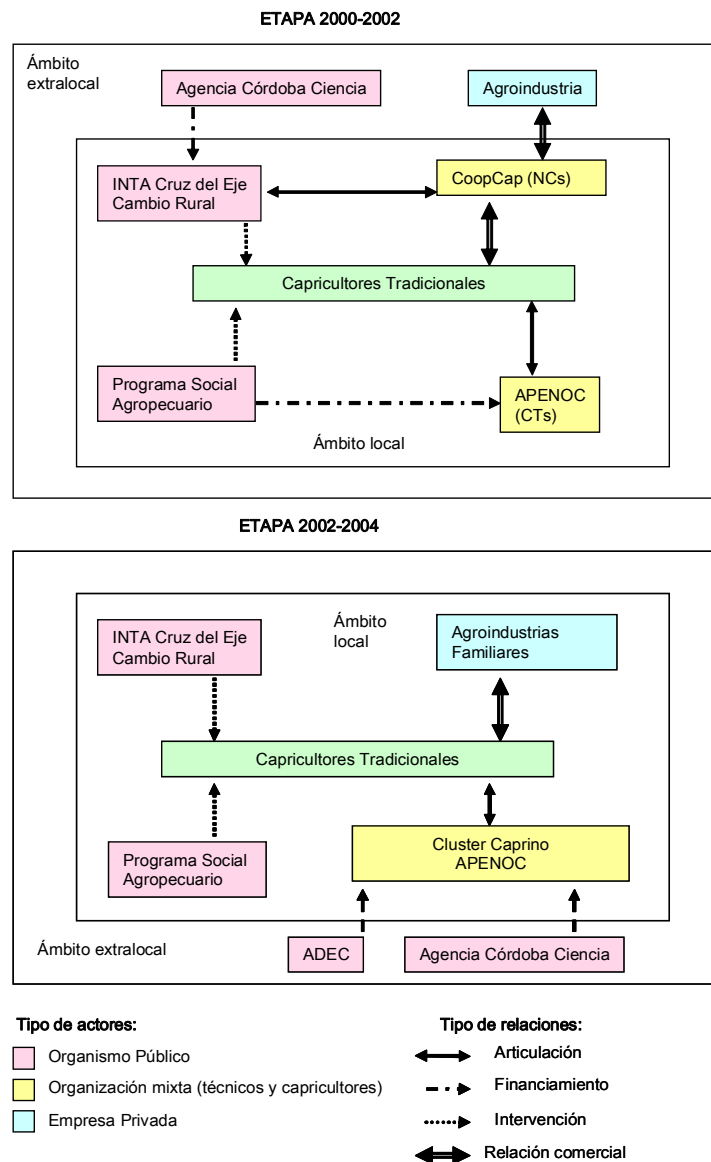 ETAPA 2000-2002
Ámbito
extralocal
Agencia Córdoba Ciencia
Agroindustria
INTA Cruz del Eje
Cambio Rural
CoopCap (NCs)
Capricultores Tradicionales
Programa Social
Agropecuario
APENOC
(CTs)
Ámbito local
ETAPA 2002-2004
INTA Cruz del Eje
Cambio Rural
Ámbito
local
Agroindustrias
Familiares
Capricultores Tradicionales
Programa Social
Agropecuario
Cluster Caprino
APENOC
Ámbito extralocal
ADEC
Agencia Córdoba Ciencia
Tipo de actores:
Organismo Público
Organización mixta (técnicos y capricultores)
Empresa Privada
Tipo de relaciones:
Articulación
Financiamiento
Intervención
Relación comercial